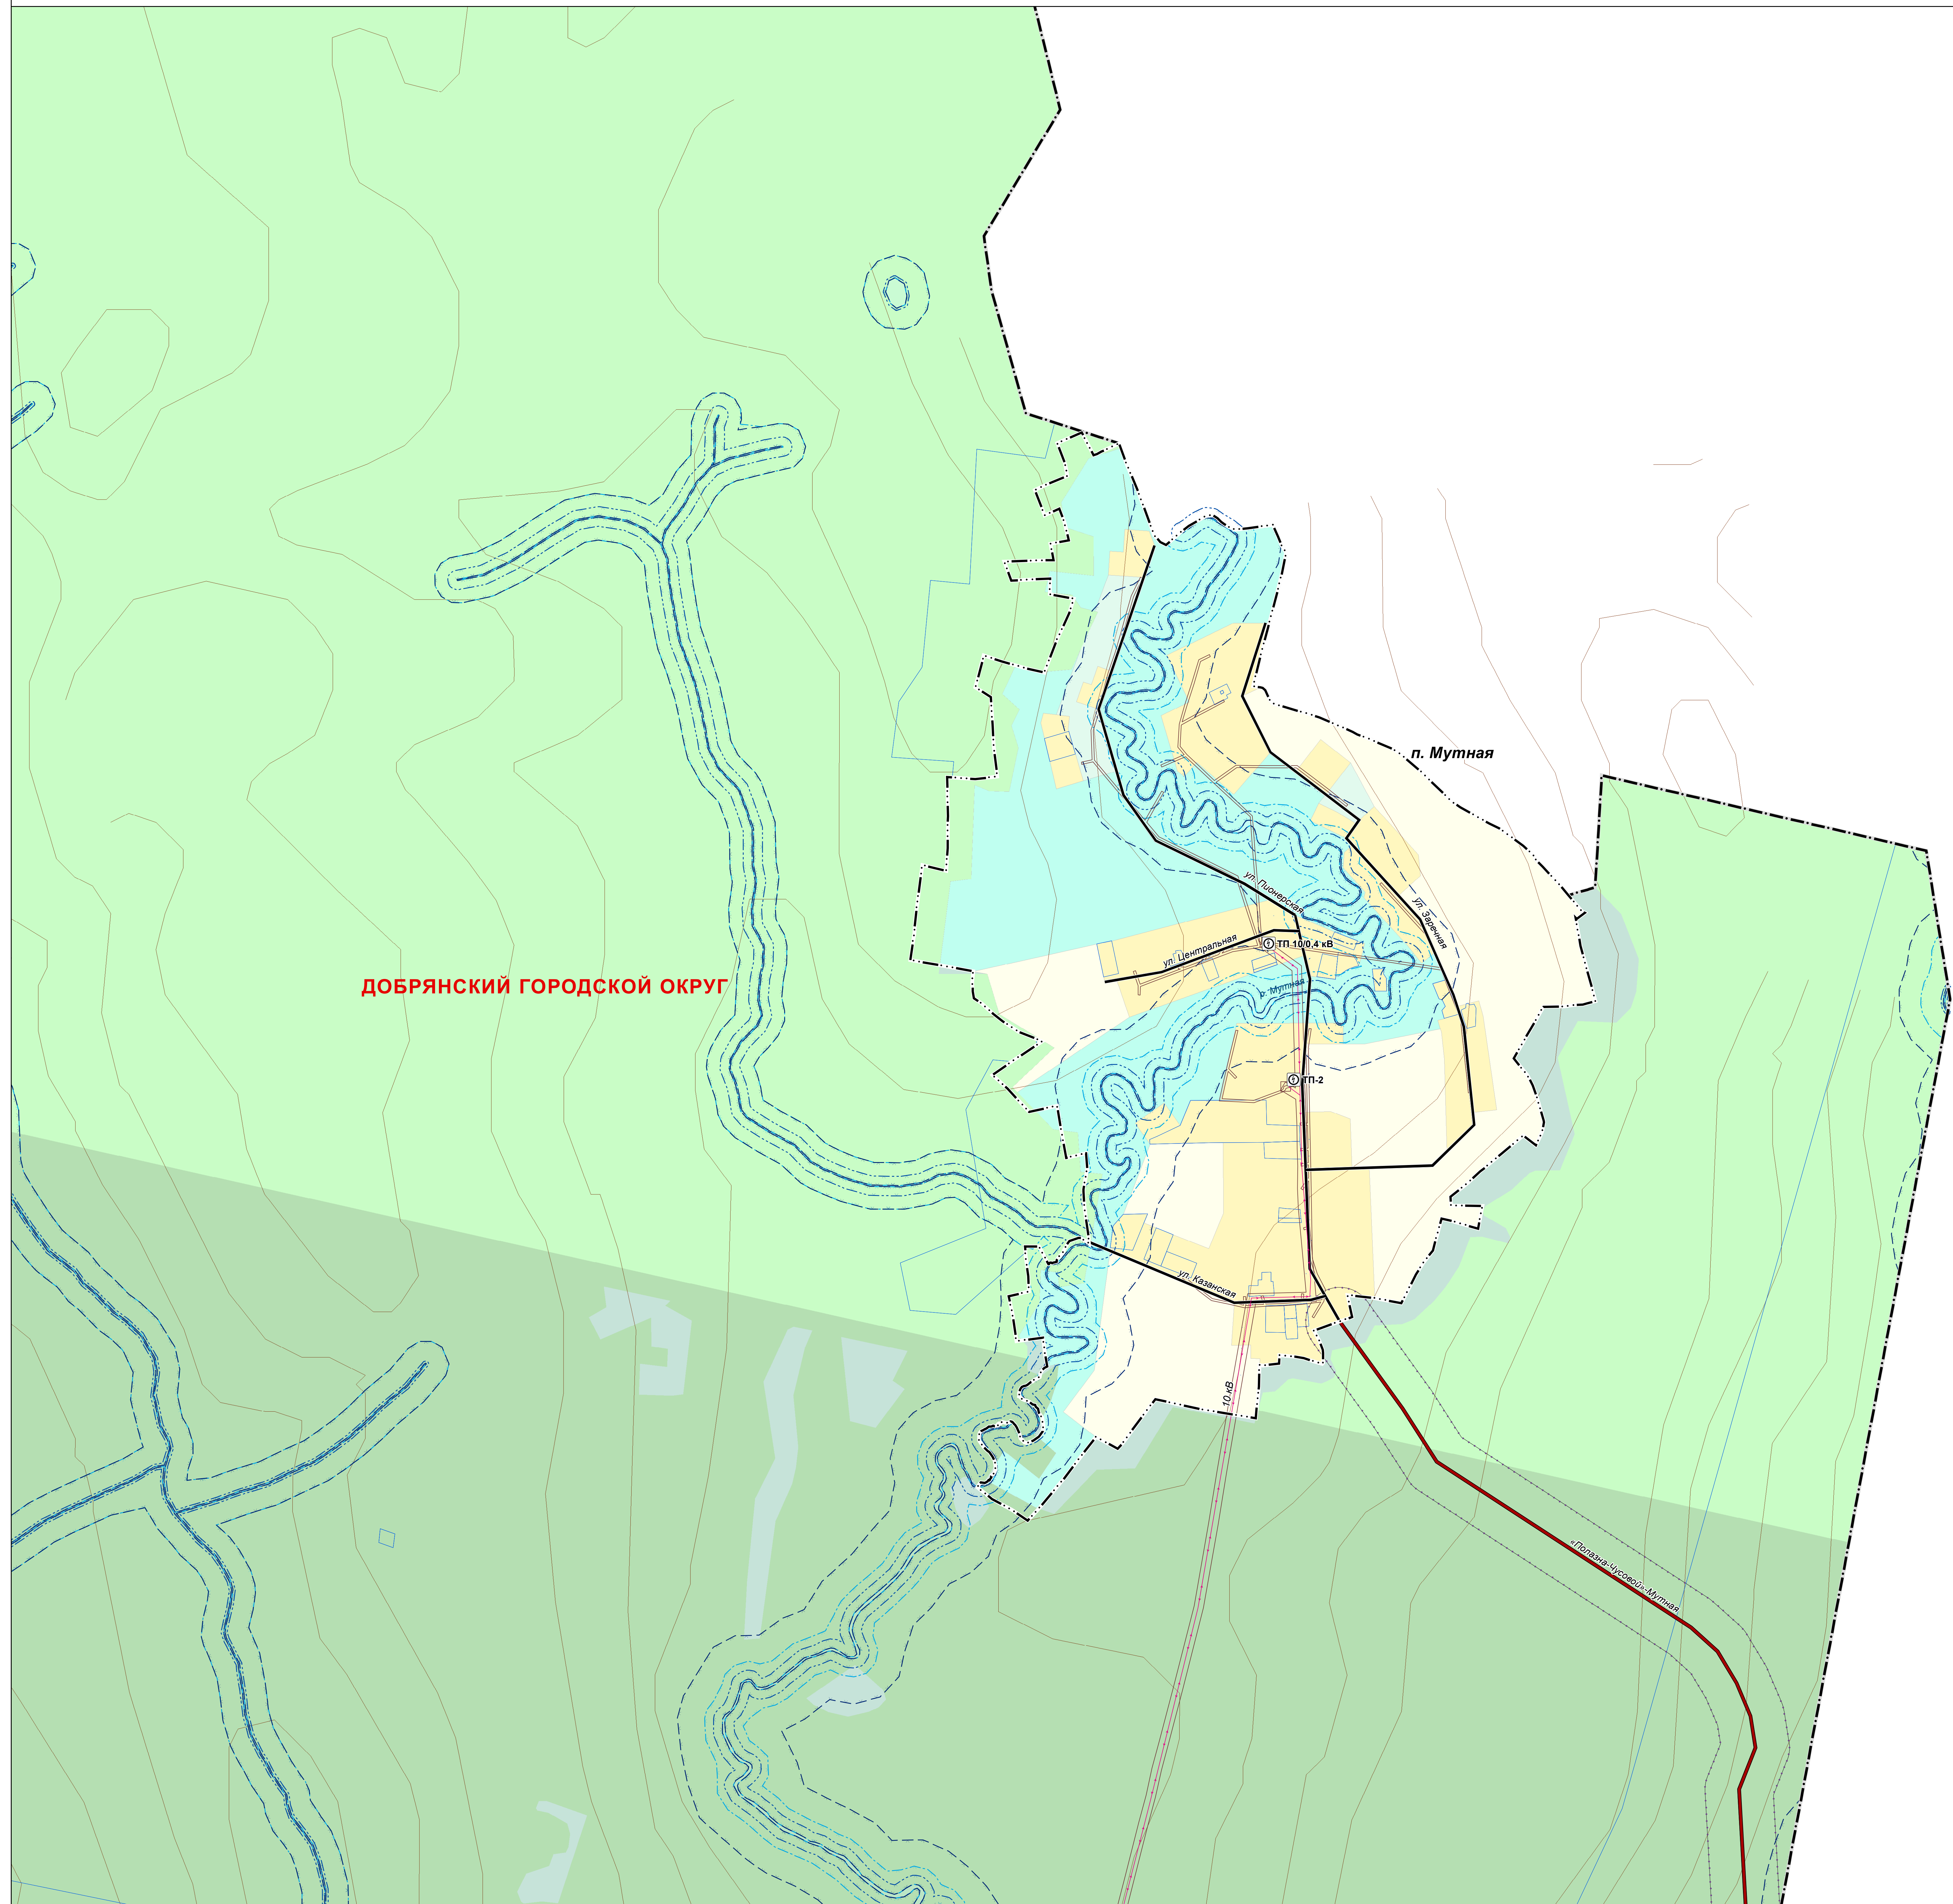 п. Мутная
ул. Пионерская
ул. Заречная
ТП 10/0,4 кВ
ул. Центральная
ДОБРЯНСКИЙ ГОРОДСКОЙ ОКРУГ
р. Мутная
ТП-2
ул. Казанская
10 кВ
«Полазна-Чусовой»-Мутная